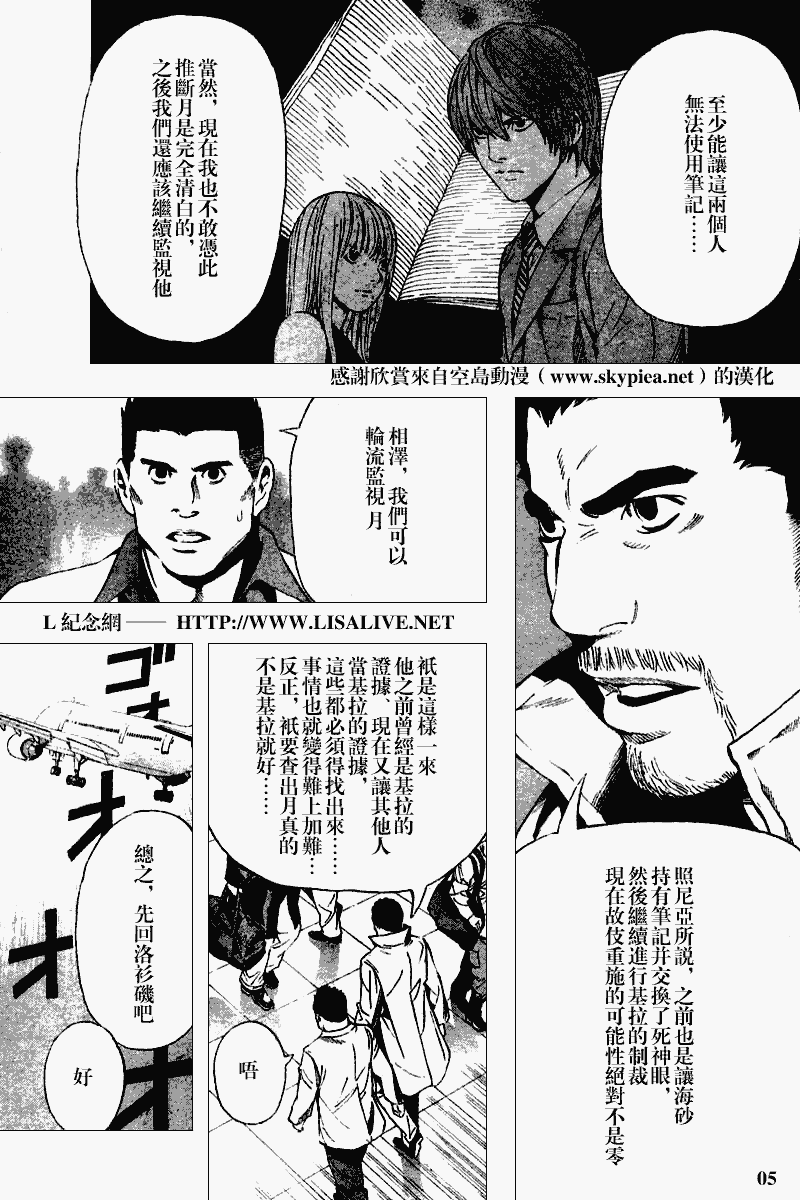 至少能讓這兩個人
無法使用筆記……
當然，現在我也不敢憑此
推斷月是完全清白的，
之後我們還應該繼續監視他
感謝欣賞來自空島動漫（www.skypiea.net）的漢化
照尼亞所説，之前也是讓海砂
持有筆記并交換了死神眼，
然後繼續進行基拉的制裁
現在故伎重施的可能性絕對不是零
相澤，我們可以
輪流監視 月
L 紀念網—— HTTP://WWW.LISALIVE.NET
衹是這樣一來
他之前曾經是基拉的
證據、現在又讓其他人
當基拉的證據，
這些都必須得找出來……
事情也就變得難上加難…
反正，衹要查出月真的
不是基拉就好……
唔
ゴォ
オ
オ
オ
總之，先回洛杉磯吧
好
05